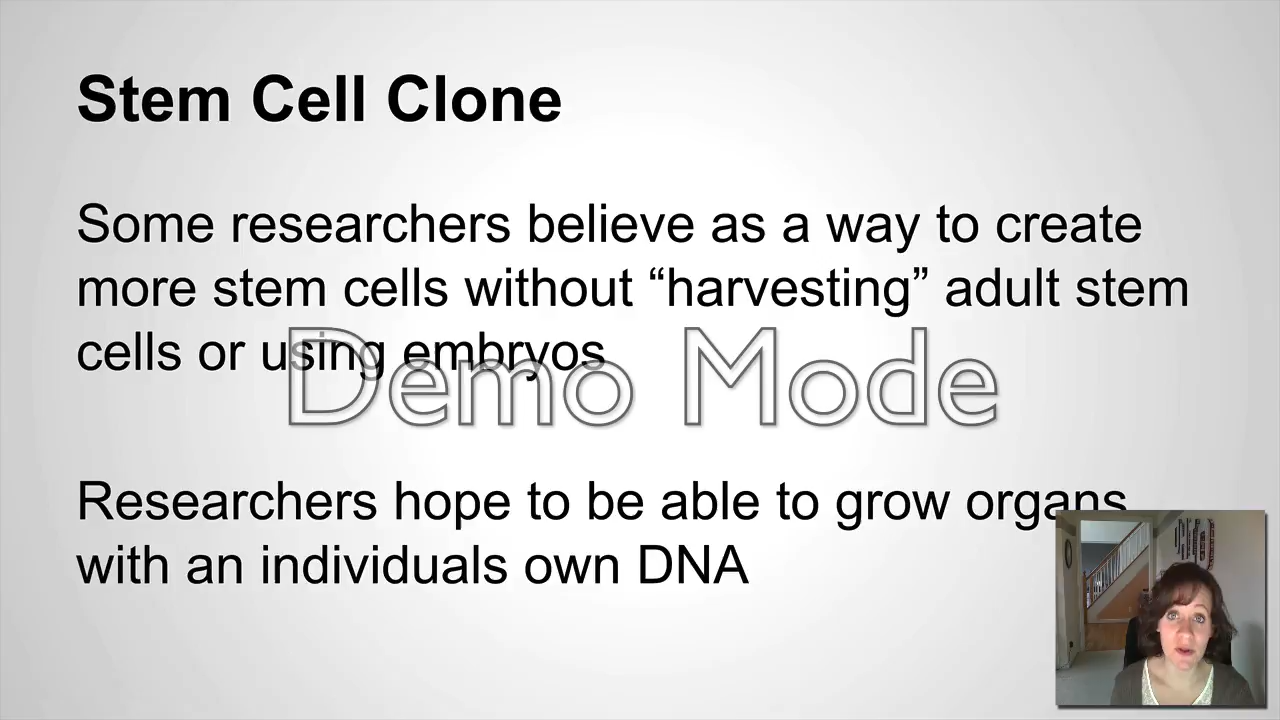 Stem Cell Clone
Some researchers believe as a way to create
more stem cells without “harvesting” adult stem
cells or using embryos
Demo Mode
Researchers hope to be able to grow organs
with an individuals own DNA